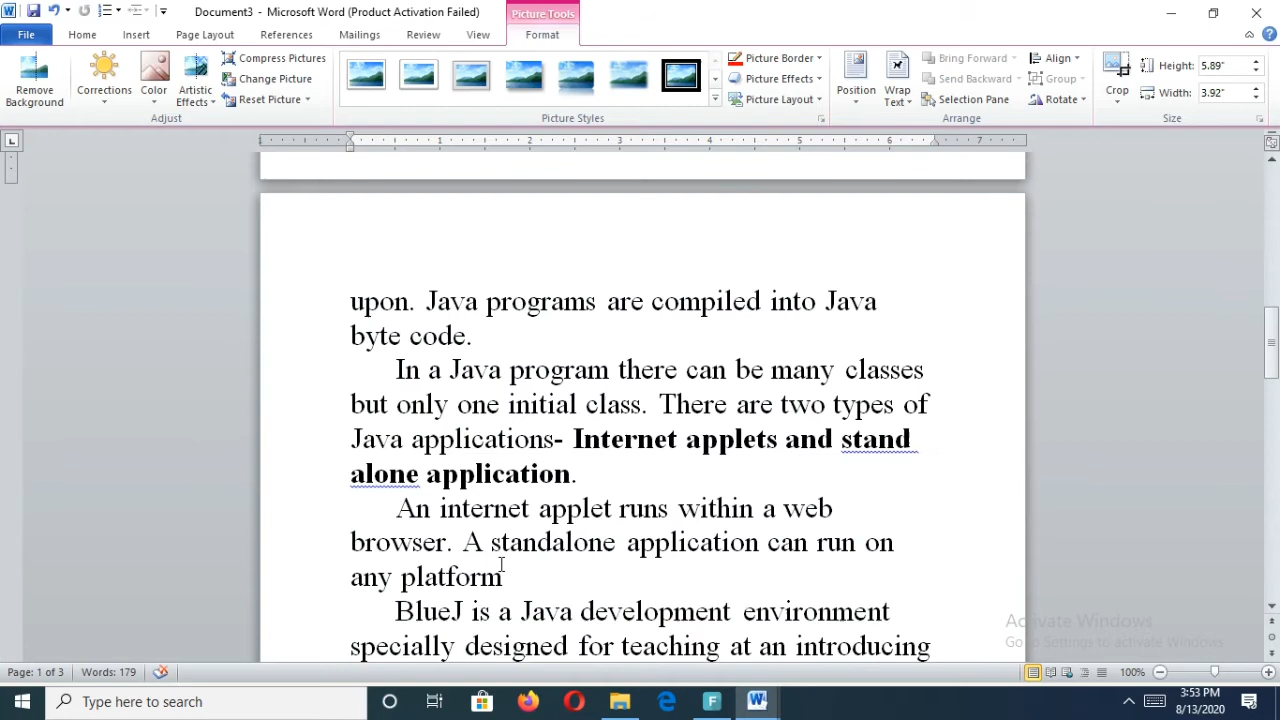 Document3 - Microsoft Word (Product Activation Failed)
Picture Tools
File Home Insert Page Layout References Mailings Review View Format
Remove Background
Corrections
Color
Artistic Effects
Compress Pictures
Change Picture
Reset Picture
Adjust
Picture Styles
Picture Border
Picture Effects
Picture Layout
Position
Wrap Text
Bring Forward
Send Backward
Selection Pane
Align
Group
Rotate
Arrange
Crop
Height: 5.89"
Width: 3.92"
Size
1 2 3 4 5 6 7
upon. Java programs are compiled into Java
byte code.
In a Java program there can be many classes
but only one initial class. There are two types of
Java applications- Internet applets and stand
alone application.
An internet applet runs within a web
browser. A standalone application can run on
any platform
BlueJ is a Java development environment
specially designed for teaching at an introducing
Activate Windows
Go to Settings to activate Windows.
Page: 1 of 3 Words: 179 100%
Type here to search
3:53 PM
8/13/2020